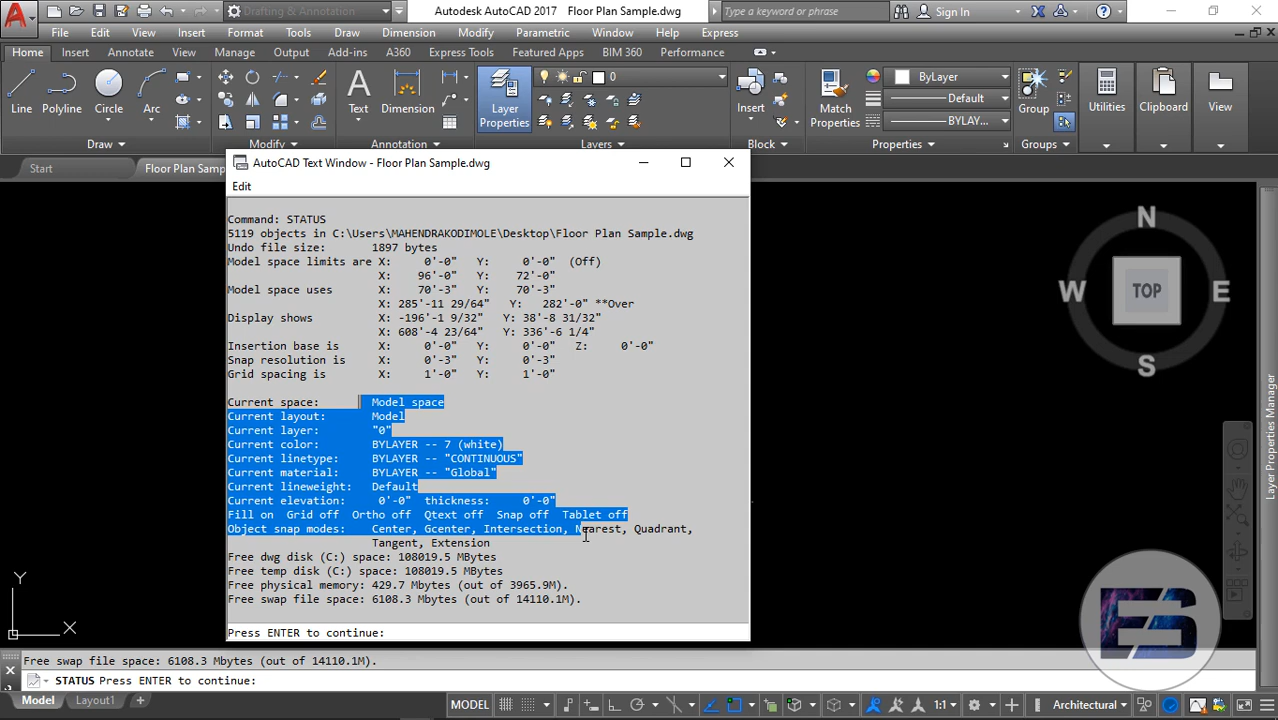 Drafting & Annotation
Autodesk AutoCAD 2017 Floor Plan Sample.dwg
Type a keyword or phrase
Sign In
File Edit View Insert Format Tools Draw Dimension Modify Parametric Window Help Express
Home Insert Annotate View Manage Output Add-ins A360 Express Tools Featured Apps BIM 360 Performance
0
ByLayer
Default
BYLAY...
Line Polyline Circle Arc
Text Dimension
Layer Properties
Insert
Match Properties
Group Utilities Clipboard View
Draw Modify Annotation Layers Block Properties Groups
Start
Floor Plan Samp
AutoCAD Text Window - Floor Plan Sample.dwg
Edit
Command: STATUS
5119 objects in C:\Users\MAHENDRAKODIMOLE\Desktop\Floor Plan Sample.dwg
Undo file size: 1897 bytes
Model space limits are X: 0'-0" Y: 0'-0" (Off)
X: 96'-0" Y: 72'-0"
Model space uses X: 70'-3" Y: 70'-3"
X: 285'-11 29/64" Y: 282'-0" **Over
Display shows X: -196'-1 9/32" Y: 38'-8 31/32"
X: 608'-4 23/64" Y: 336'-6 1/4"
Insertion base is X: 0'-0" Y: 0'-0" Z: 0'-0"
Snap resolution is X: 0'-3" Y: 0'-3"
Grid spacing is X: 1'-0" Y: 1'-0"
Current space: Model space
Current layout: Model
Current layer: "0"
Current color: BYLAYER -- 7 (white)
Current linetype: BYLAYER -- "CONTINUOUS"
Current material: BYLAYER -- "Global"
Current lineweight: Default
Current elevation: 0'-0" thickness: 0'-0"
Fill on Grid off Ortho off Qtext off Snap off Tablet off
Object snap modes: Center, Gcenter, Intersection, Nearest, Quadrant,
Tangent, Extension
Free dwg disk (C:) space: 108019.5 MBytes
Free temp disk (C:) space: 108019.5 MBytes
Free physical memory: 429.7 Mbytes (out of 3965.9M).
Free swap file space: 6108.3 Mbytes (out of 14110.1M).
Press ENTER to continue:
N
W TOP E
S
Layer Properties Manager
Y
X
Free swap file space: 6108.3 Mbytes (out of 14110.1M).
STATUS Press ENTER to continue:
Model Layout1
MODEL
1:1
Architectural